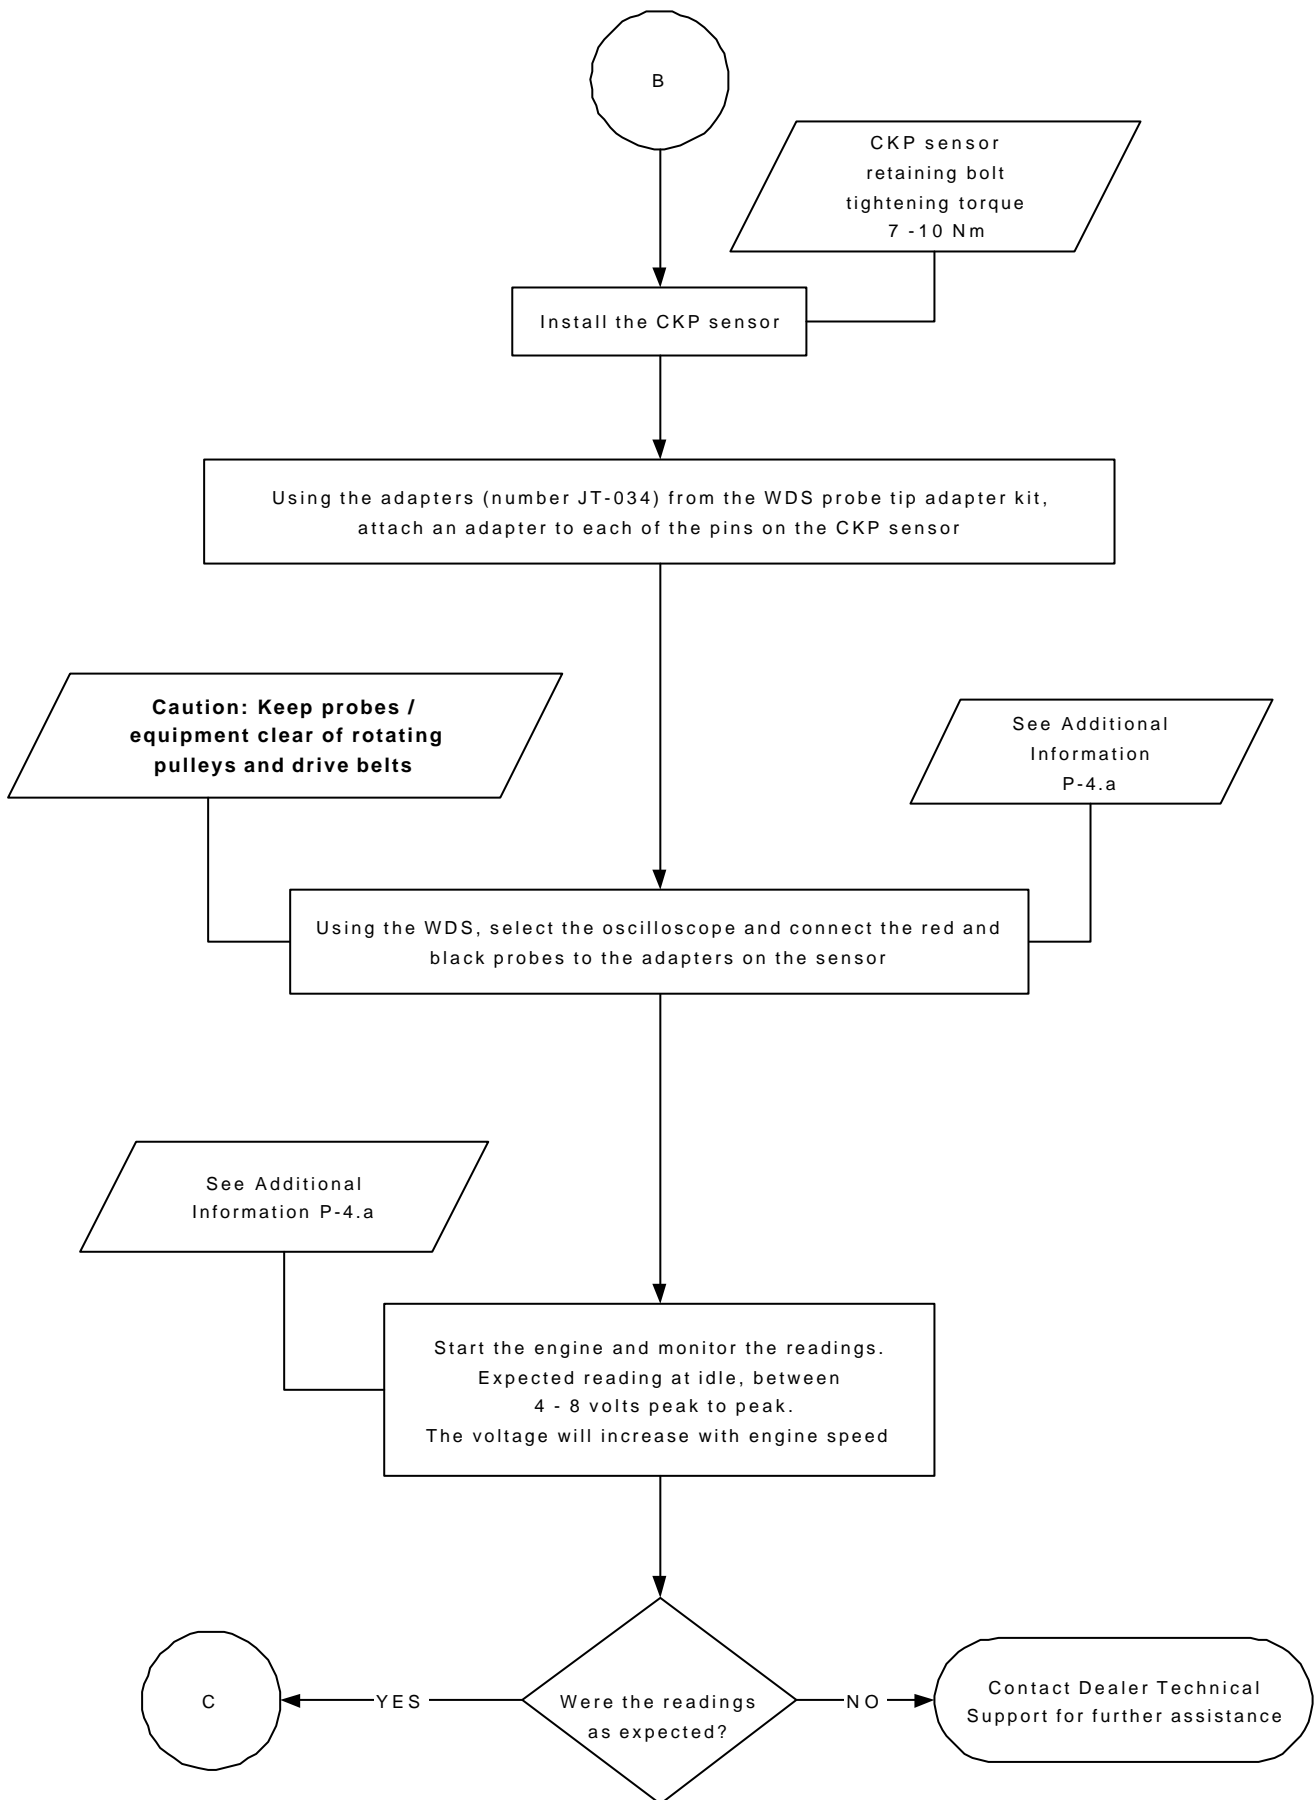 B
CKP sensor
retaining bolt
tightening torque
7 -10 Nm
Install the CKP sensor
Using the adapters (number JT-034) from the WDS probe tip adapter kit,
attach an adapter to each of the pins on the CKP sensor
Caution: Keep probes /
equipment clear of rotating
pulleys and drive belts
See Additional
Information
P-4.a
Using the WDS, select the oscilloscope and connect the red and
black probes to the adapters on the sensor
See Additional
Information P-4.a
Start the engine and monitor the readings.
Expected reading at idle, between
4 - 8 volts peak to peak.
The voltage will increase with engine speed
C
YES
Were the readings
as expected?
NO
Contact Dealer Technical
Support for further assistance